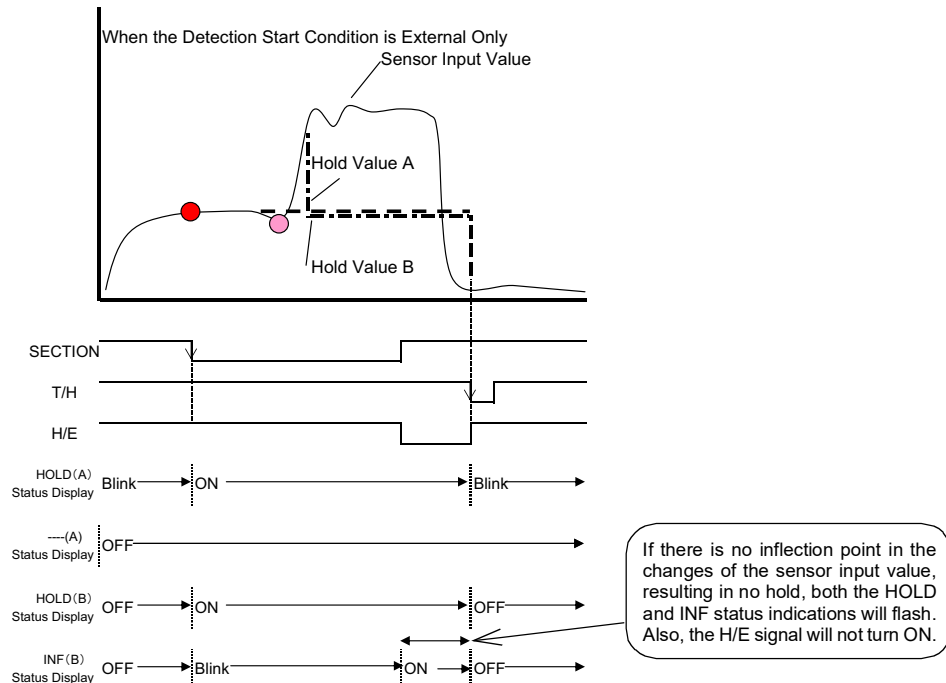 When the Detection Start Condition is External Only
Sensor Input Value
Hold Value A
Hold Value B
SECTION
T/H
H/E
HOLD(A)
Status Display
Blink
ON
Blink
----(A)
Status Display
OFF
HOLD(B)
Status Display
OFF
ON
OFF
INF(B)
Status Display
OFF
Blink
ON
OFF
If there is no inflection point in the
changes of the sensor input value,
resulting in no hold, both the HOLD
and INF status indications will flash.
Also, the H/E signal will not turn ON.